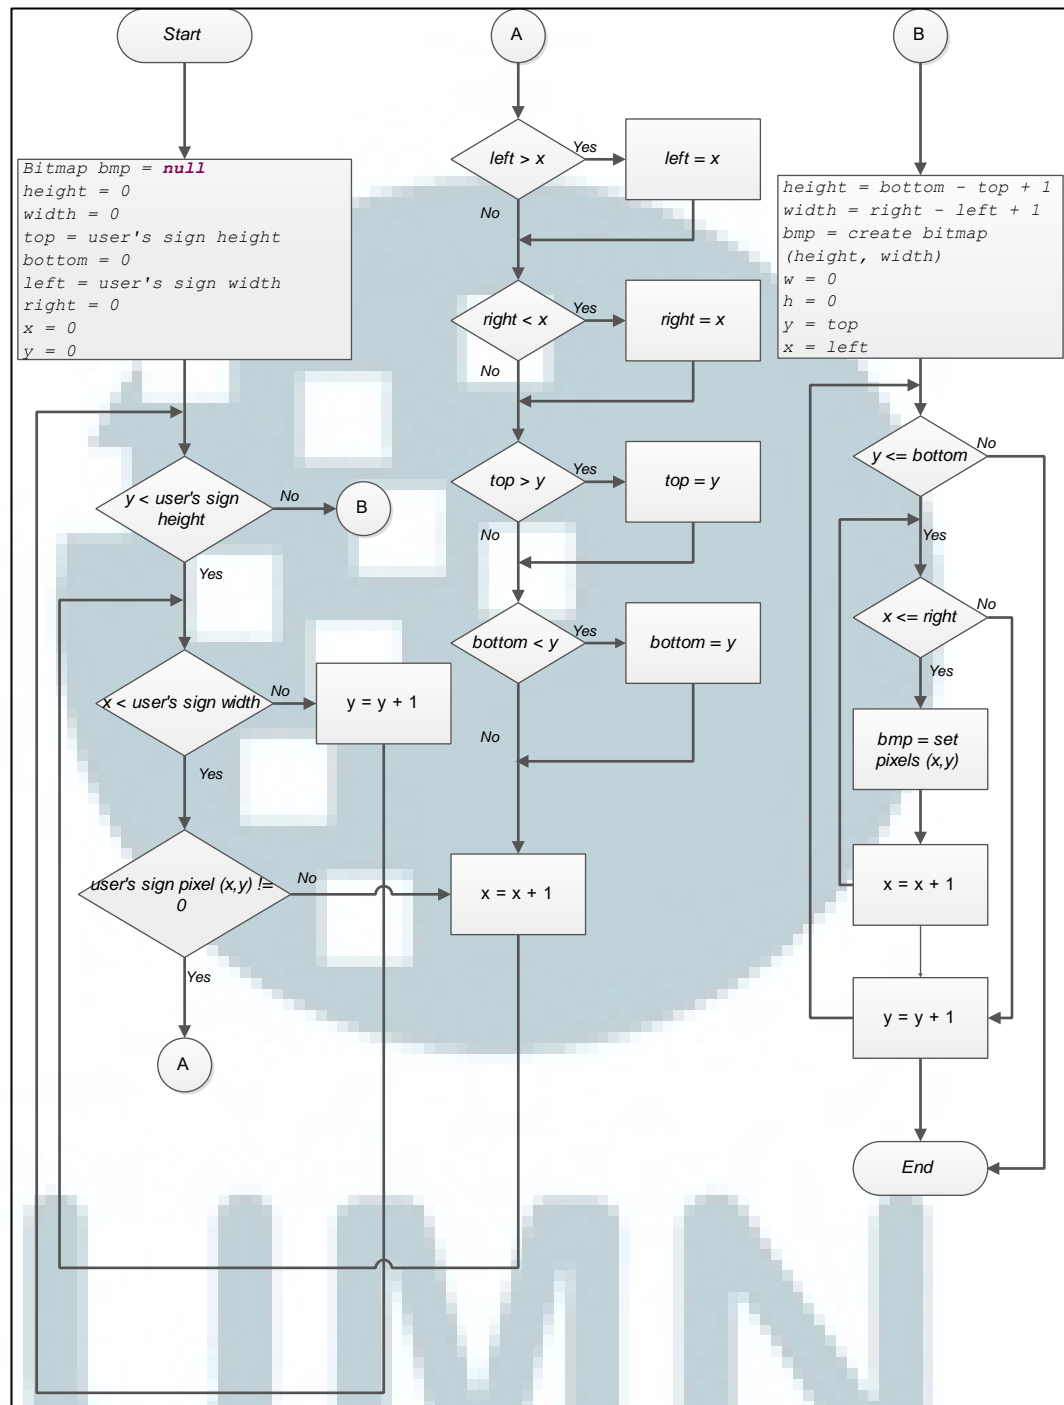 Start
Bitmap bmp = null
height = 0
width = 0
top = user's sign height
bottom = 0
left = user's sign width
right = 0
x = 0
y = 0
y < user's sign
height
No
B
Yes
x < user's sign width
No
y = y + 1
Yes
user's sign pixel (x,y) !=
0
No
Yes
A
A
left > x
Yes
left = x
No
right < x
Yes
right = x
No
top > y
Yes
top = y
No
bottom < y
Yes
bottom = y
No
x = x + 1
B
height = bottom - top + 1
width = right - left + 1
bmp = create bitmap
(height, width)
w = 0
h = 0
y = top
x = left
y <= bottom
No
Yes
x <= right
No
Yes
bmp = set
pixels (x,y)
x = x + 1
y = y + 1
End
UMN